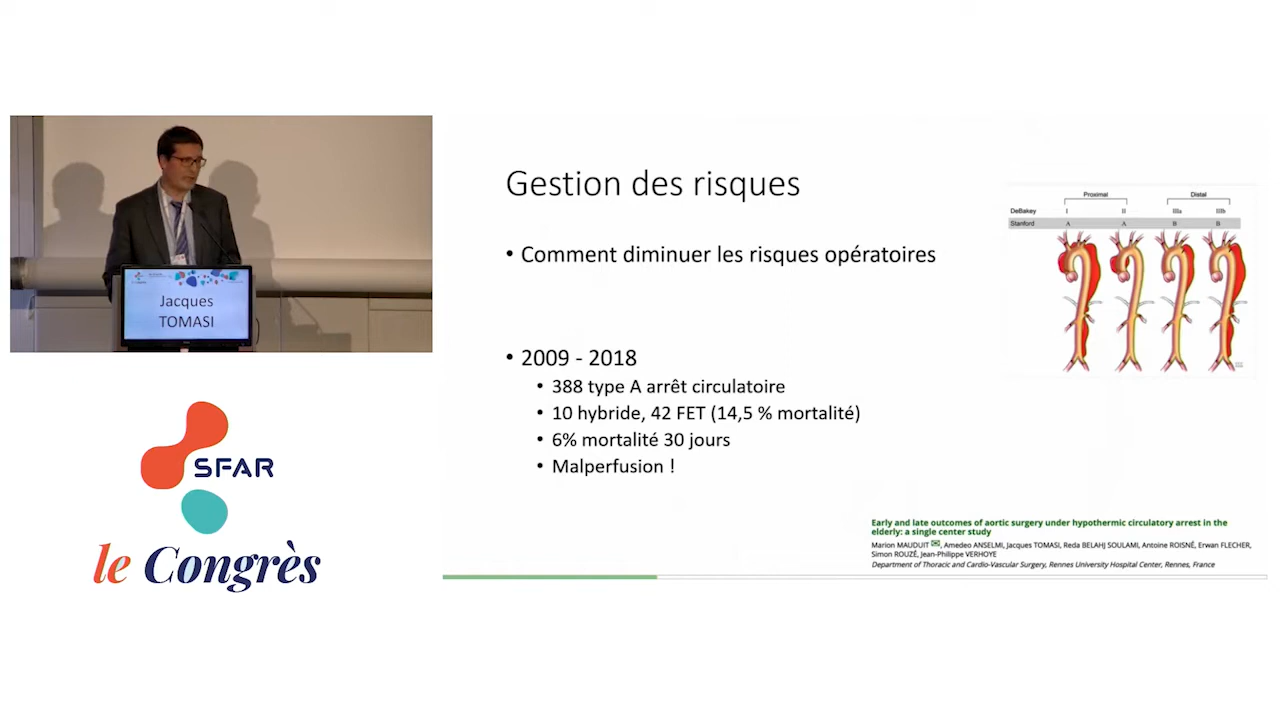 Jacques
TOMASI
SFAR
le Congrès
Gestion des risques
• Comment diminuer les risques opératoires
• 2009 - 2018
• 388 type A arrêt circulatoire
• 10 hybride, 42 FET (14,5 % mortalité)
• 6% mortalité 30 jours
• Malperfusion !
Proximal Distal
DeBakey I II IIIa IIIb
Stanford A A B B
Early and late outcomes of aortic surgery under hypothermic circulatory arrest in the
elderly: a single center study
Marion MAUDUIT ✉, Amedeo ANSELMI, Jacques TOMASI, Reda BELAHJ SOULAMI, Antoine ROISNÉ, Erwan FLECHER,
Simon ROUZÉ, Jean-Philippe VERHOYE
Department of Thoracic and Cardio-Vascular Surgery, Rennes University Hospital Center, Rennes, France